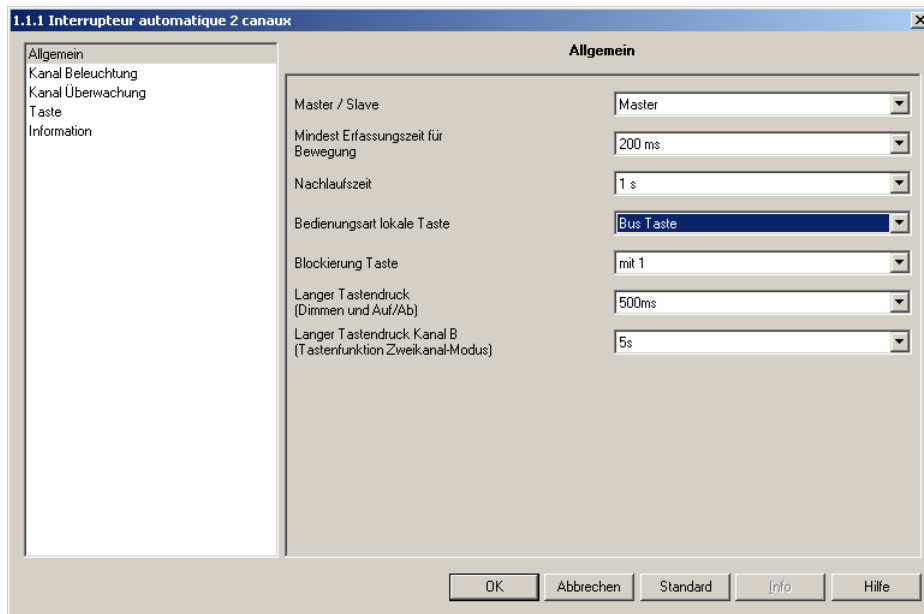 1.1.1 Interrupteur automatique 2 canaux
Allgemein
Kanal Beleuchtung
Kanal Überwachung
Taste
Information
Allgemein
Master / Slave
Master
Mindest Erfassungszeit für
Bewegung
200 ms
Nachlaufszeit
1 s
Bedienungsart lokale Taste
Bus Taste
Blockierung Taste
mit 1
Langer Tastendruck
(Dimmen und Auf/Ab)
500ms
Langer Tastendruck Kanal B
(Tastenfunktion Zweikanal-Modus)
5s
OK
Abbrechen
Standard
Info
Hilfe